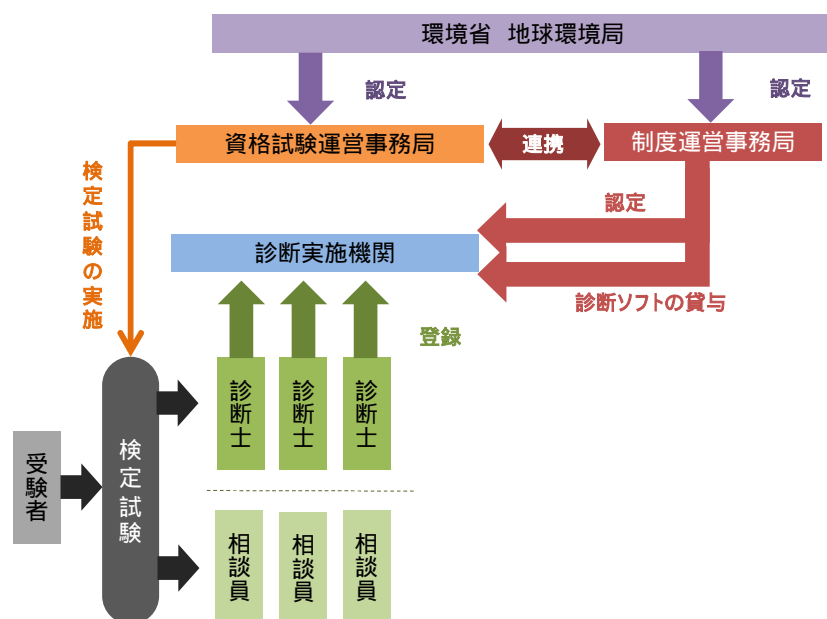 環境省 地球環境局
認定
認定
資格試験運営事務局
連携
制度運営事務局
検定試験の実施
認定
診断実施機関
診断ソフトの貸与
登録
診断士
診断士
診断士
受験者
検定試験
相談員
相談員
相談員